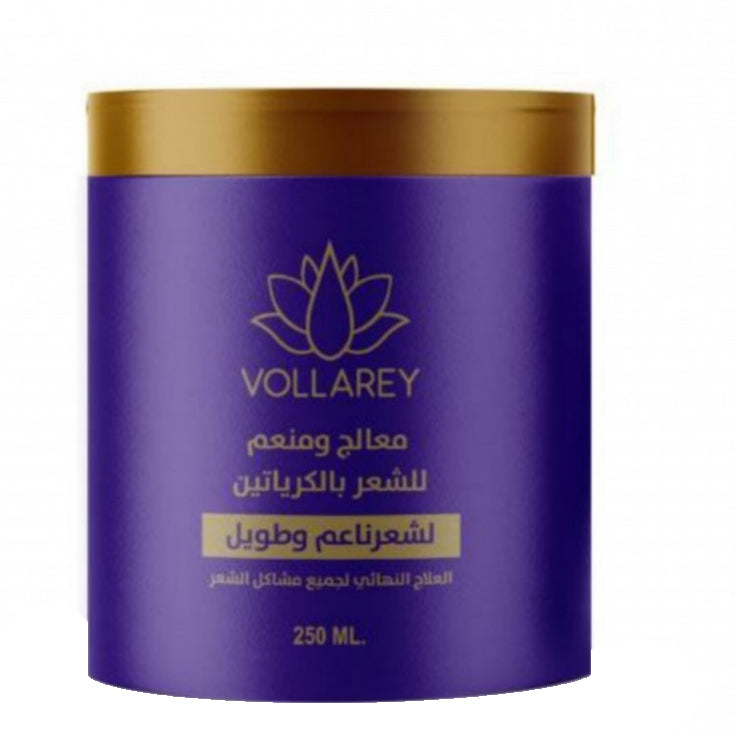 VOLLAREY
معالج ومنعم
للشعر بالكرياتين
لشعرناعم وطويل
العلاج النهائي لجميع مشاكل الشعر
250 ML.